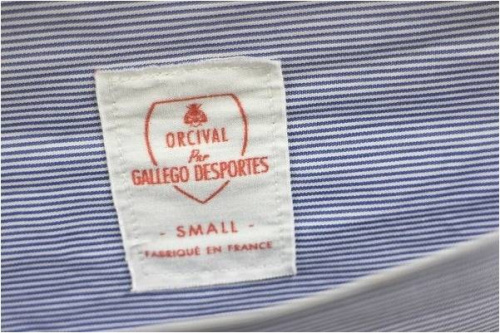 ORCIVAL
Par
GALLEGO DESPORTES
- SMALL -
FABRIQUÉ EN FRANCE